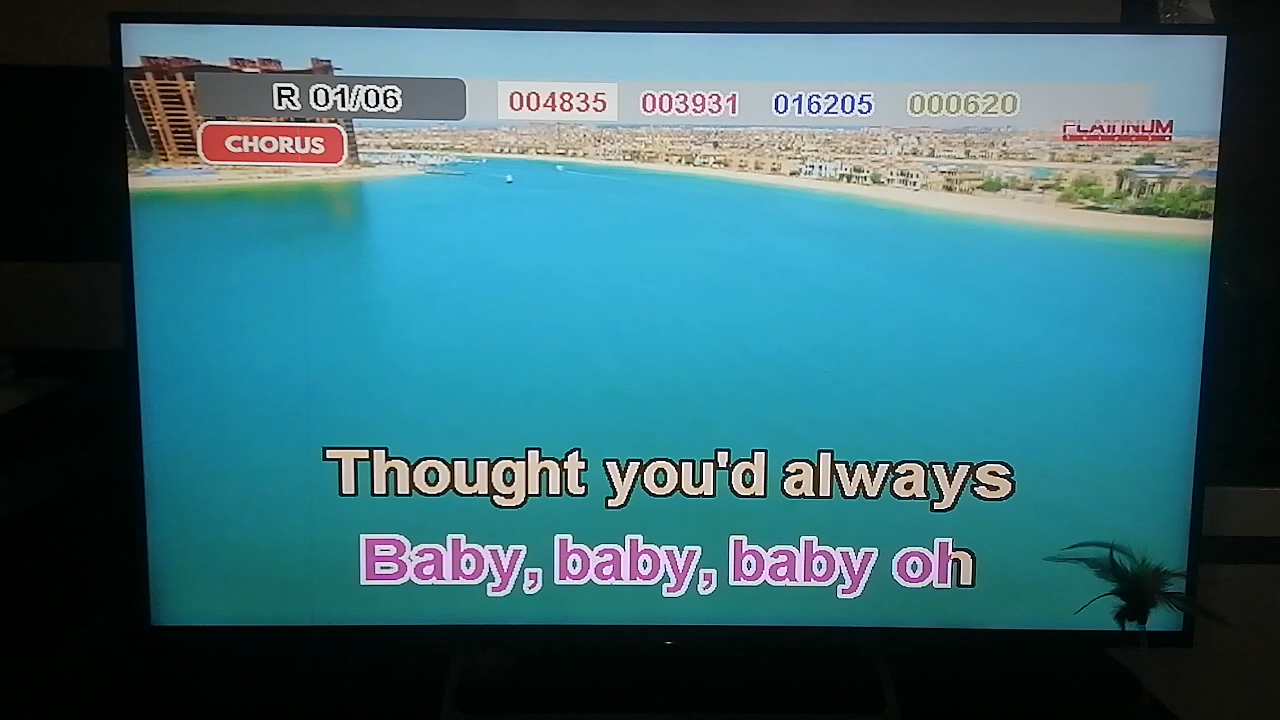 R 01/06
004835 003931 016205 000620
PLATINUM
CHORUS
Thought you'd always
Baby, baby, baby oh